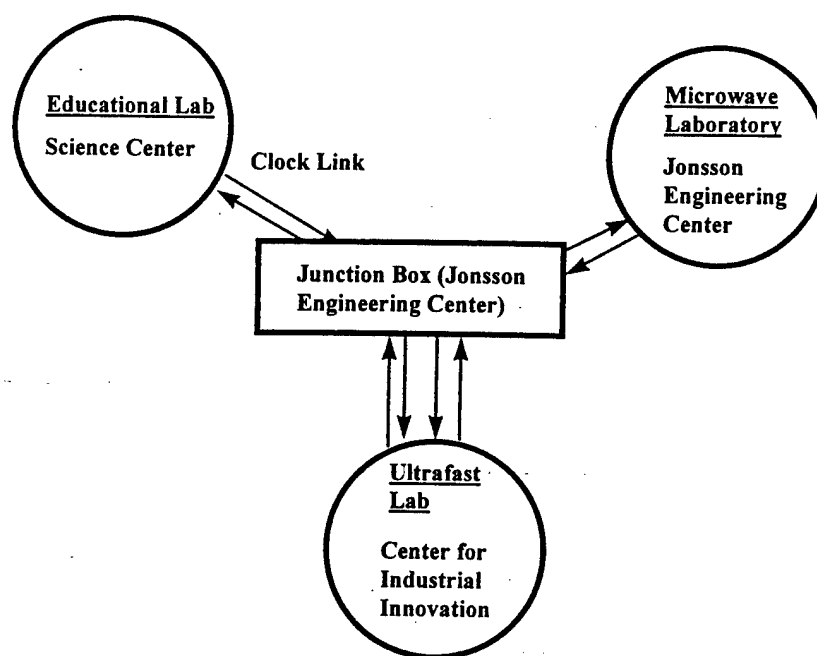 Educational Lab
Science Center
Clock Link
Microwave
Laboratory
Jonsson
Engineering
Center
Junction Box (Jonsson
Engineering Center)
Ultrafast
Lab
Center for
Industrial
Innovation